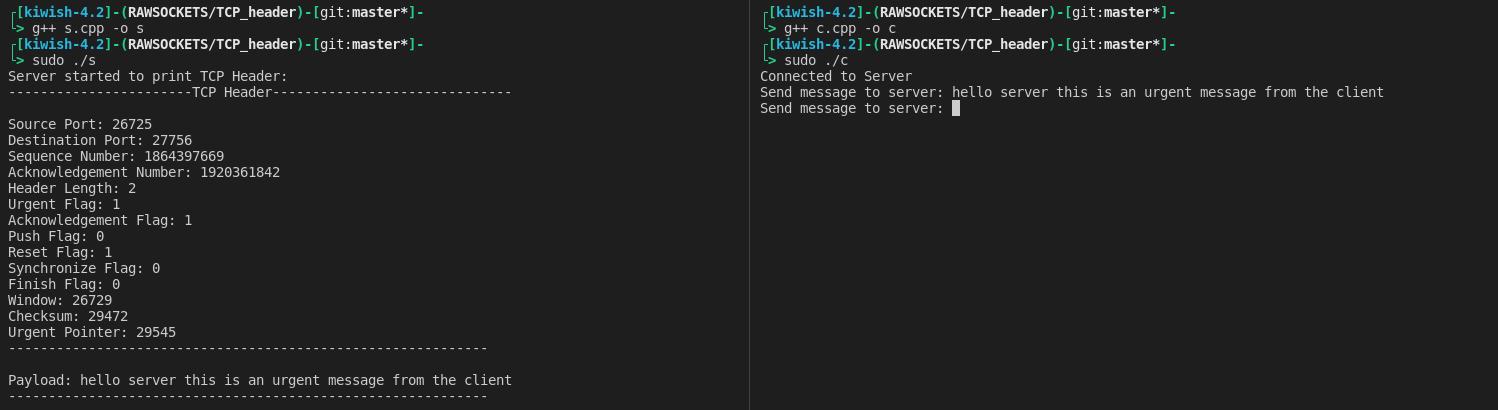 ┌[kiwish-4.2]-(RAWSOCKETS/TCP_header)-[git:master*]-
└> g++ s.cpp -o s
┌[kiwish-4.2]-(RAWSOCKETS/TCP_header)-[git:master*]-
└> sudo ./s
Server started to print TCP Header:
-----------------------TCP Header------------------------------
Source Port: 26725
Destination Port: 27756
Sequence Number: 1864397669
Acknowledgement Number: 1920361842
Header Length: 2
Urgent Flag: 1
Acknowledgement Flag: 1
Push Flag: 0
Reset Flag: 1
Synchronize Flag: 0
Finish Flag: 0
Window: 26729
Checksum: 29472
Urgent Pointer: 29545
------------------------------------------------------------
Payload: hello server this is an urgent message from the client
------------------------------------------------------------
┌[kiwish-4.2]-(RAWSOCKETS/TCP_header)-[git:master*]-
└> g++ c.cpp -o c
┌[kiwish-4.2]-(RAWSOCKETS/TCP_header)-[git:master*]-
└> sudo ./c
Connected to Server
Send message to server: hello server this is an urgent message from the client
Send message to server: